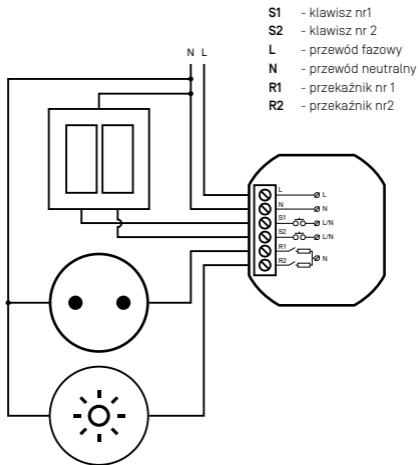 S1 - klawisz nr1
S2 - klawisz nr 2
L - przewód fazowy
N - przewód neutralny
R1 - przekaźnik nr 1
R2 - przekaźnik nr2
N L
L L
N N
S1 L/N
S2 L/N
R1
N
R2